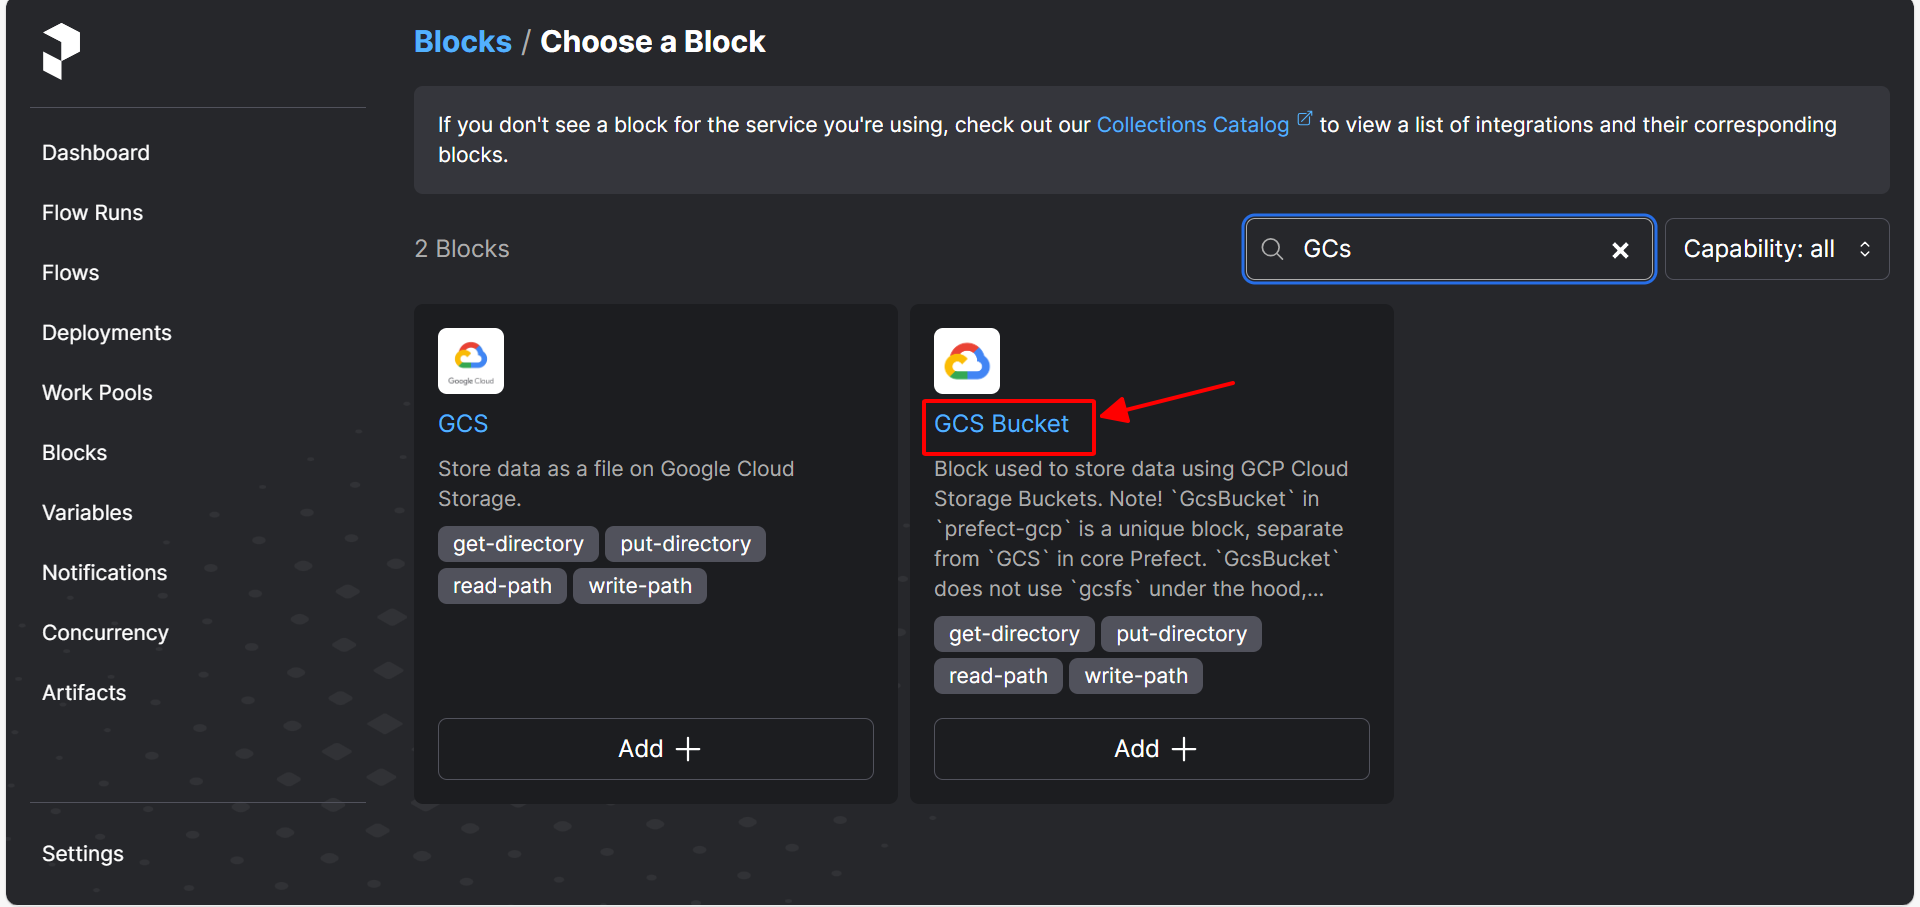 Blocks / Choose a Block
If you don't see a block for the service you're using, check out our Collections Catalog to view a list of integrations and their corresponding
blocks.
Dashboard
Flow Runs
Flows
Deployments
Work Pools
Blocks
Variables
Notifications
Concurrency
Artifacts
Settings
2 Blocks
GCs
Capability: all
Google Cloud
GCS
Store data as a file on Google Cloud
Storage.
get-directory put-directory
read-path write-path
Add
GCS Bucket
Block used to store data using GCP Cloud
Storage Buckets. Note! `GcsBucket` in
`prefect-gcp` is a unique block, separate
from `GCS` in core Prefect. `GcsBucket`
does not use `gcsfs` under the hood,...
get-directory put-directory
read-path write-path
Add